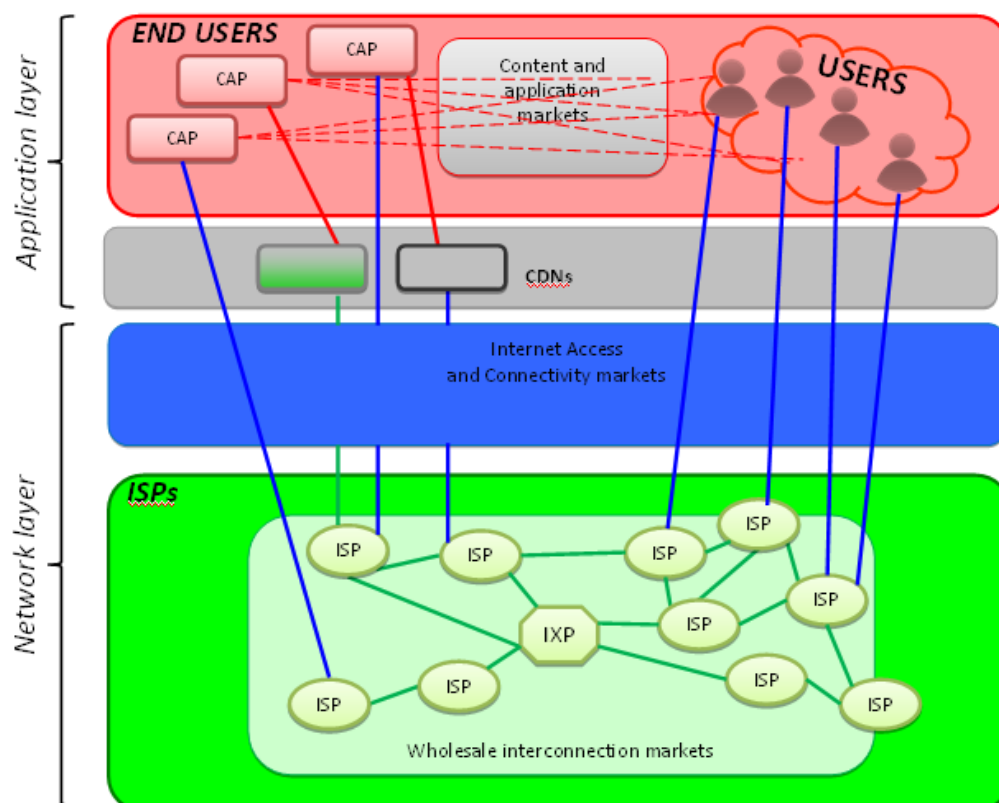 Application layer
END USERS
CAP
CAP
CAP
Content and
application
markets
USERS
CDNs
Network layer
Internet Access
and Connectivity markets
ISPs
ISP
ISP
ISP
ISP
ISP
ISP
IXP
ISP
ISP
ISP
ISP
Wholesale interconnection markets